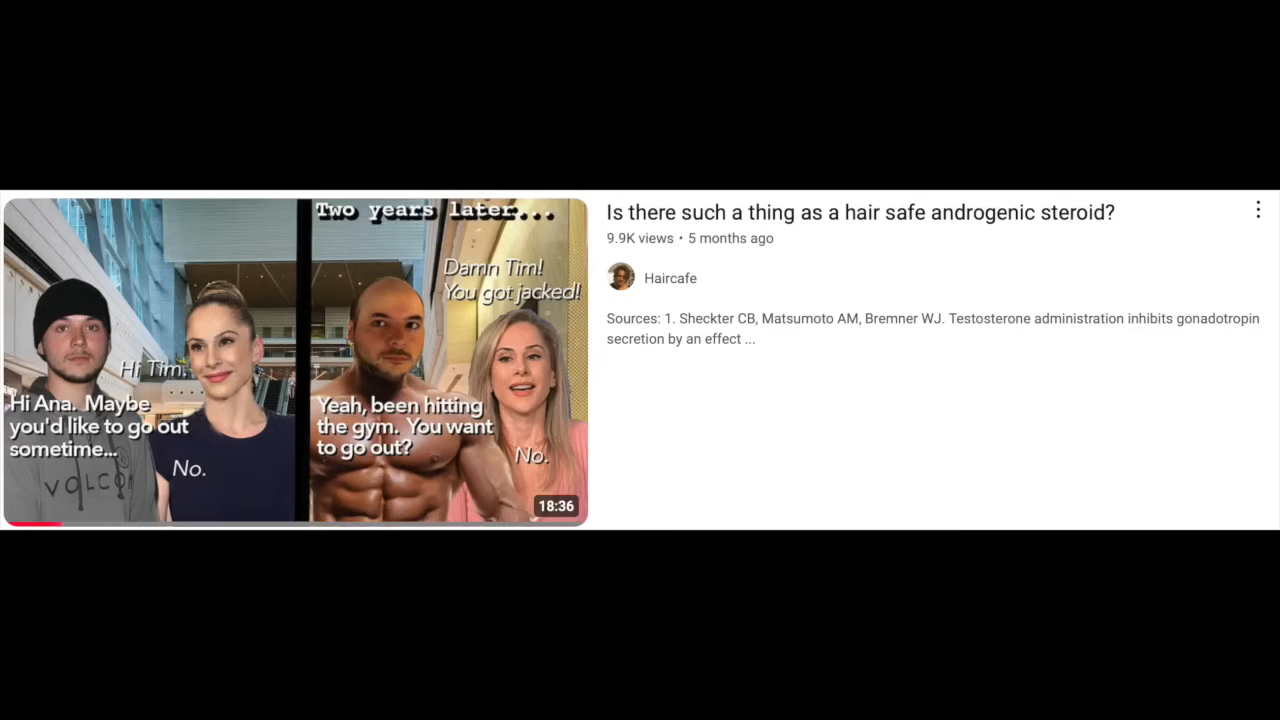 Two years later...
Damn Tim!
You got jacked!
Hi Tim.
Hi Ana. Maybe
you'd like to go out
sometime...
No.
VOLCOM
Yeah, been hitting
the gym. You want
to go out?
No.
18:36
Is there such a thing as a hair safe androgenic steroid?
9.9K views • 5 months ago
Haircafe
Sources: 1. Sheckter CB, Matsumoto AM, Bremner WJ. Testosterone administration inhibits gonadotropin
secretion by an effect ...